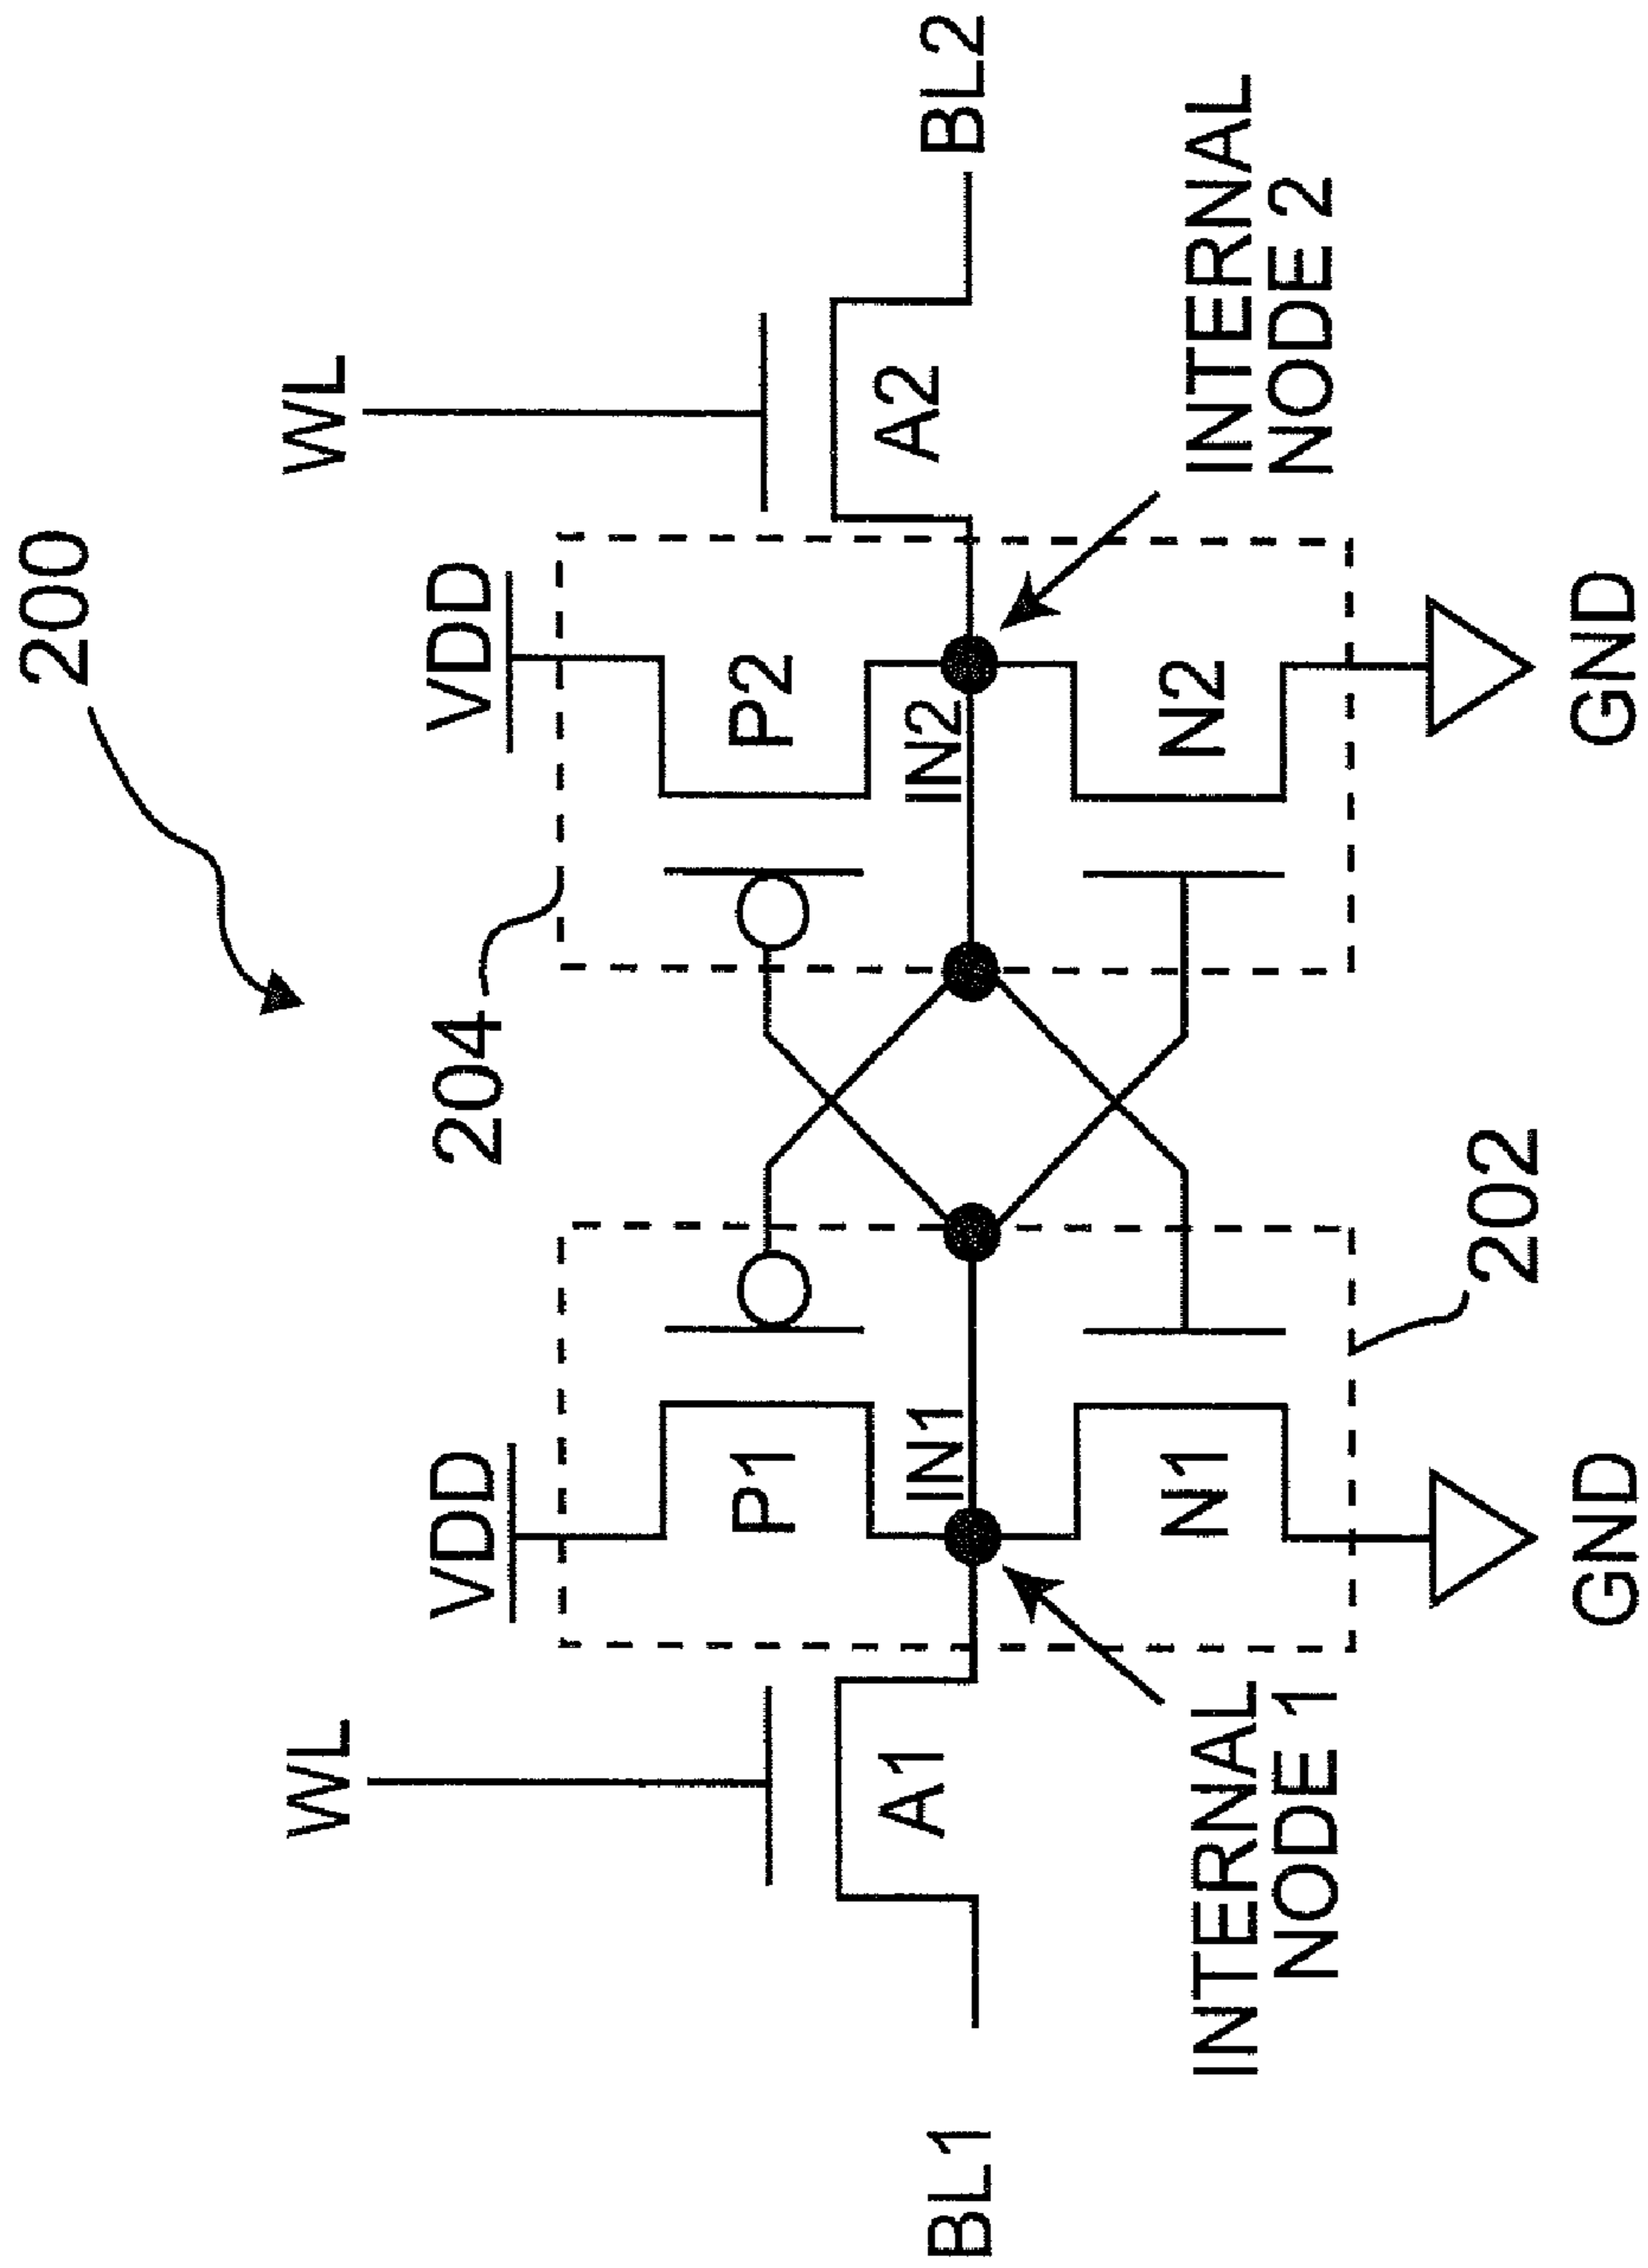 200
WL
WL
VDD
VDD
204
P1
P2
A1
A2
IN1
IN2
BL1
BL2
N1
N2
INTERNAL
NODE 1
INTERNAL
NODE 2
202
GND
GND